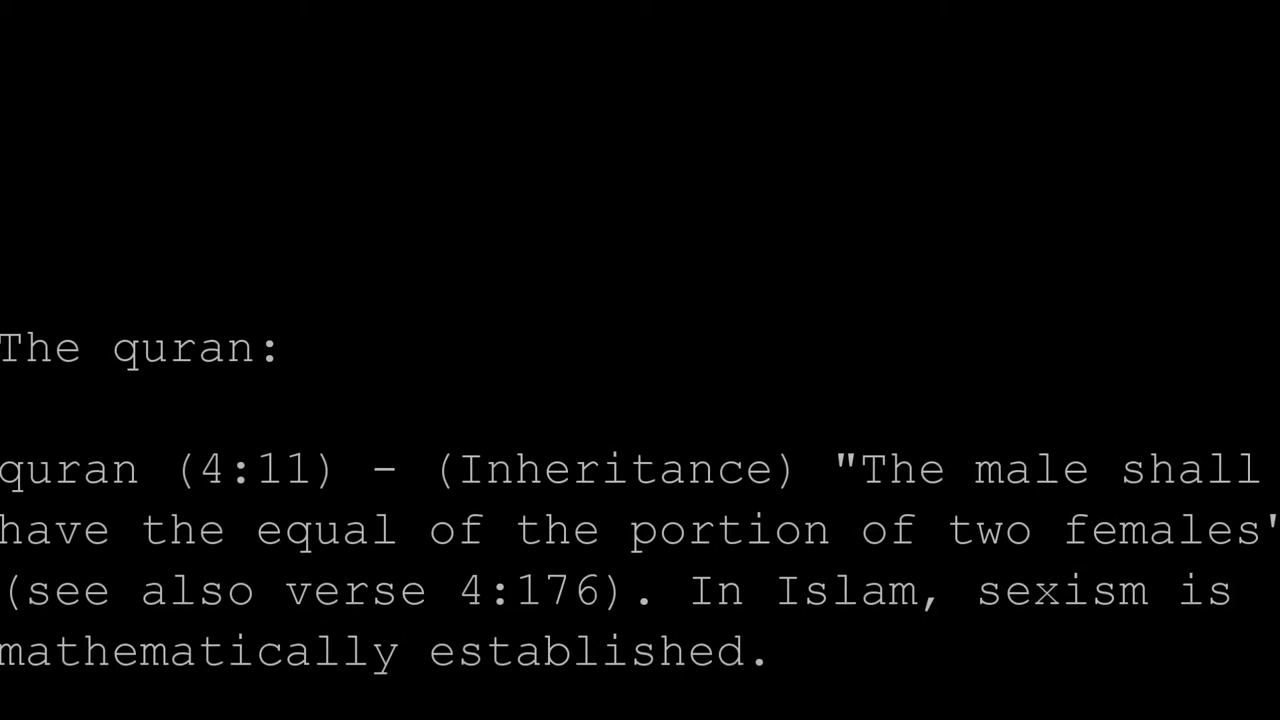 The quran:
quran (4:11) - (Inheritance) "The male shall
have the equal of the portion of two females"
(see also verse 4:176). In Islam, sexism is
mathematically established.